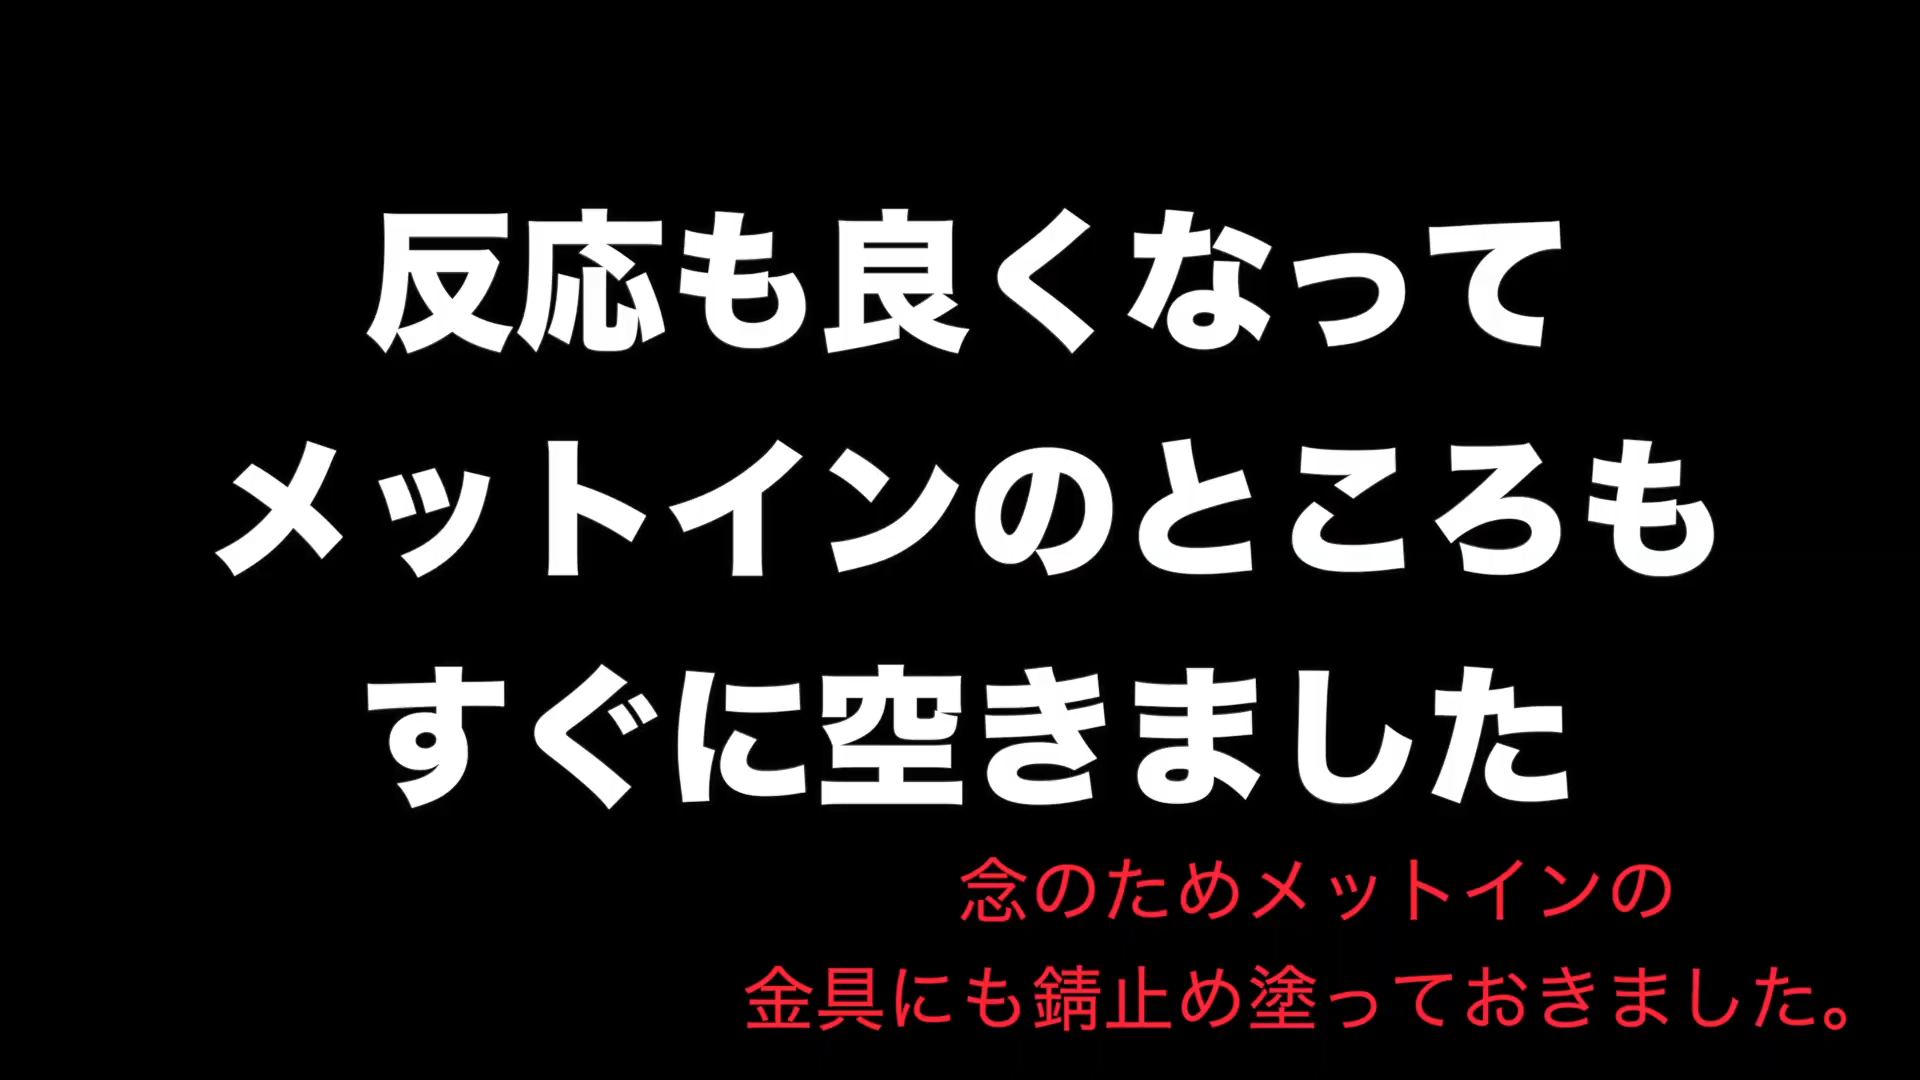 反応も良くなって
メットインのところも
すぐに空きました
念のためメットインの
金具にも錆止め塗っておきました。